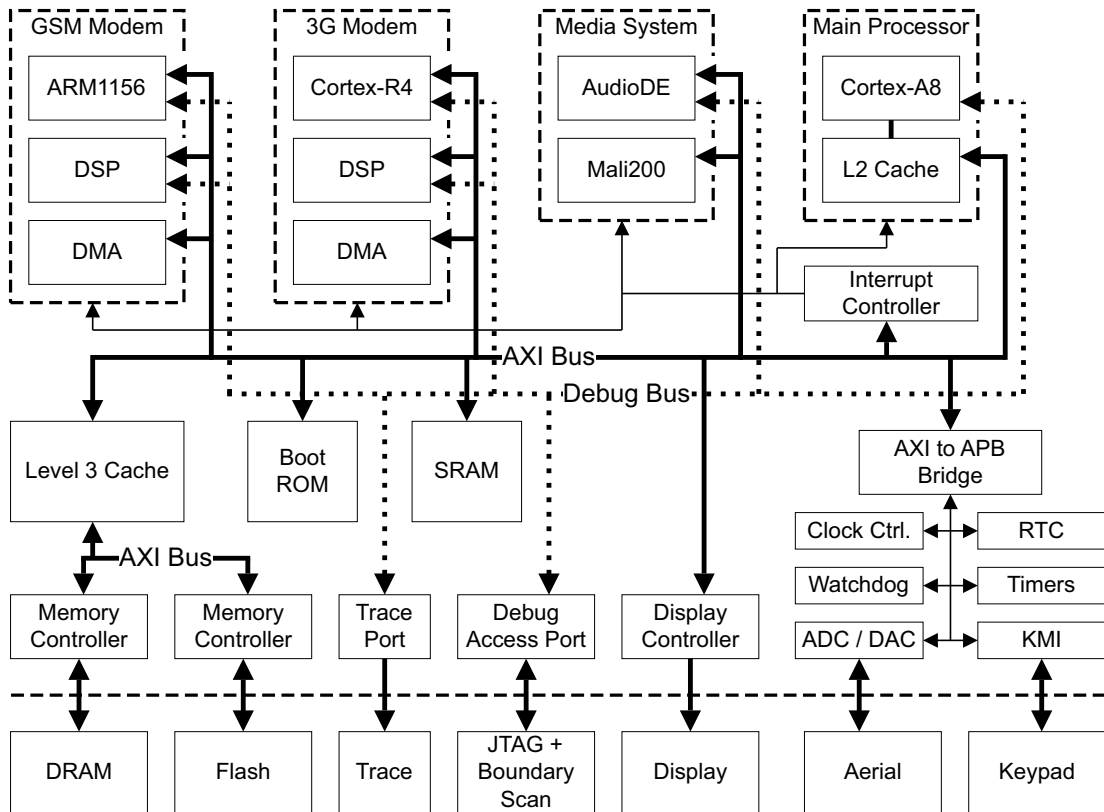 GSM Modem
3G Modem
Media System
Main Processor
ARM1156
Cortex-R4
AudioDE
Cortex-A8
DSP
DSP
Mali200
L2 Cache
DMA
DMA
Interrupt
Controller
AXI Bus
Debug Bus
Level 3 Cache
Boot
ROM
SRAM
AXI to APB
Bridge
Clock Ctrl.
RTC
AXI Bus
Watchdog
Timers
Memory
Controller
Memory
Controller
Trace
Port
Debug
Access Port
Display
Controller
ADC / DAC
KMI
DRAM
Flash
Trace
JTAG +
Boundary
Scan
Display
Aerial
Keypad